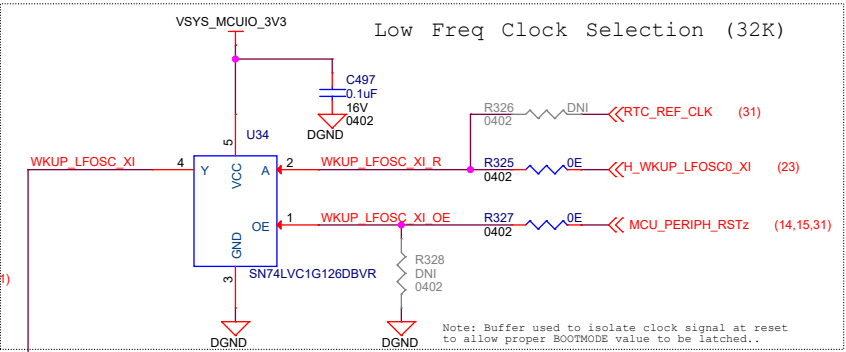 VSYS_MCUIO_3V3
Low Freq Clock Selection (32K)
C497
0.1uF
16V
0402
DGND
R326
0402
DNI
RTC_REF_CLK (31)
5
U34
WKUP_LFOSC_XI
4
Y
VCC
A
2
WKUP_LFOSC_XI_R
R325
0402
0E
H_WKUP_LFOSC0_XI (23)
OE
1
WKUP_LFOSC_XI_OE
R327
0402
0E
MCU_PERIPH_RSTz (14,15,31)
GND
3
SN74LVC1G126DBVR
R328
DNI
0402
1)
DGND
DGND
Note: Buffer used to isolate clock signal at reset
to allow proper BOOTMODE value to be latched..